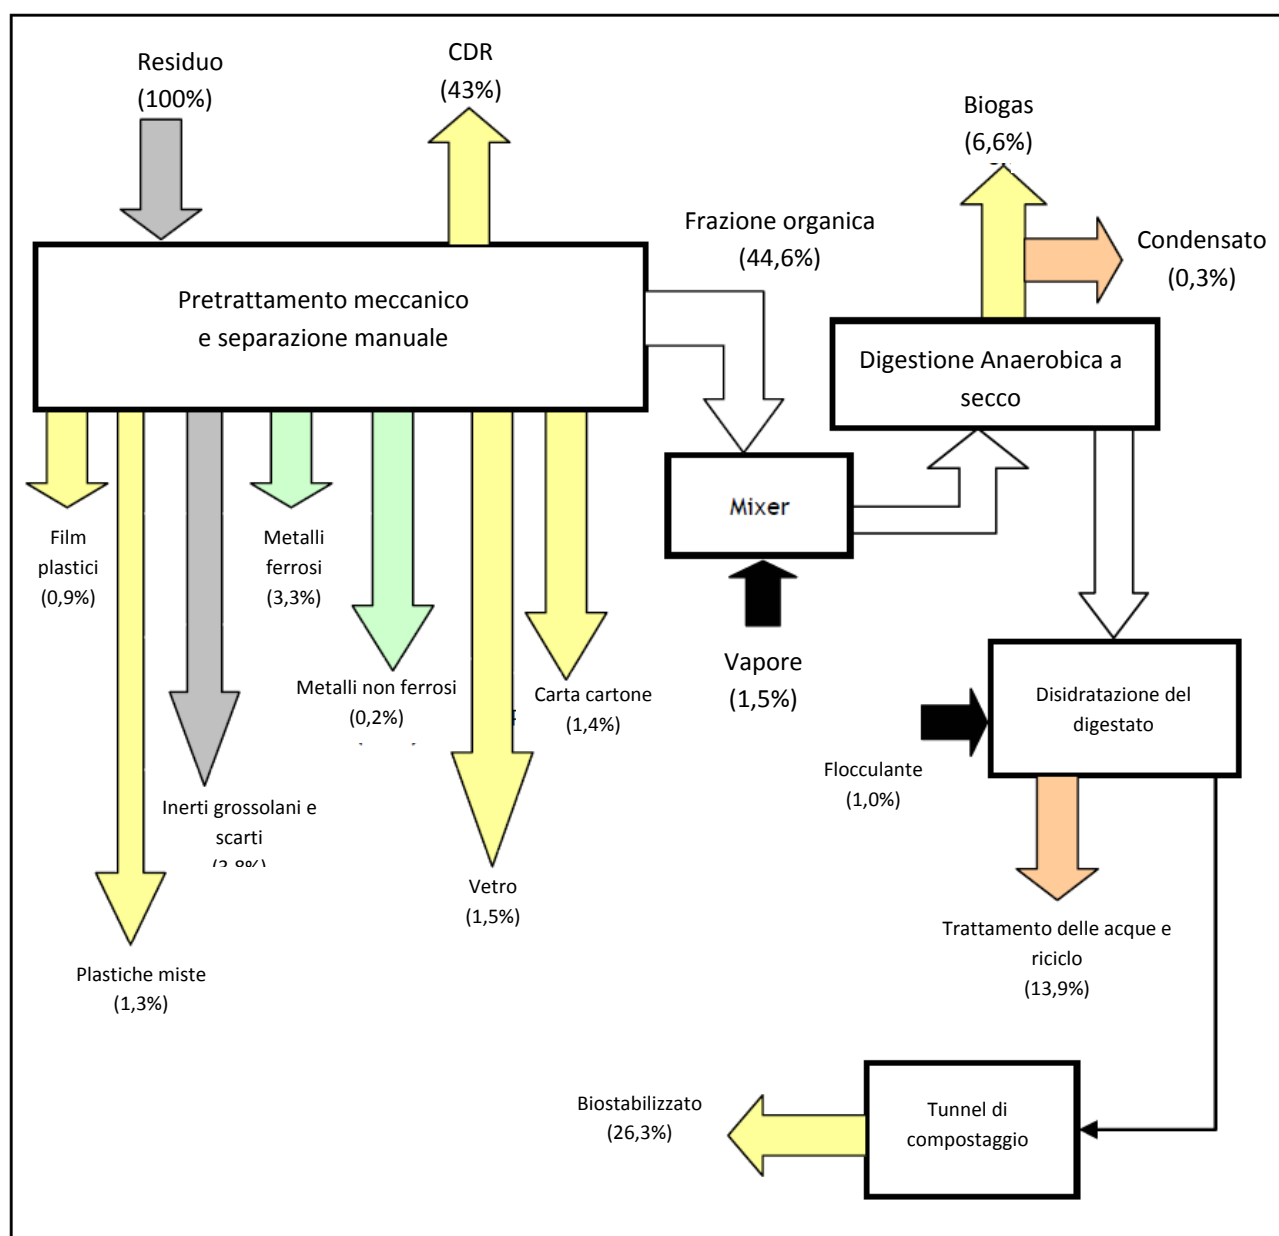 Residuo
(100%)
CDR
(43%)
Biogas
(6,6%)
Frazione organica
(44,6%)
Condensato
(0,3%)
Pretrattamento meccanico
e separazione manuale
Digestione Anaerobica a
secco
Mixer
Film
plastici
(0,9%)
Metalli
ferrosi
(3,3%)
Metalli non ferrosi
(0,2%)
Carta cartone
(1,4%)
Vapore
(1,5%)
Disidratazione del
digestato
Flocculante
(1,0%)
Inerti grossolani e
scarti
(3,8%)
Vetro
(1,5%)
Plastiche miste
(1,3%)
Trattamento delle acque e
riciclo
(13,9%)
Biostabilizzato
(26,3%)
Tunnel di
compostaggio